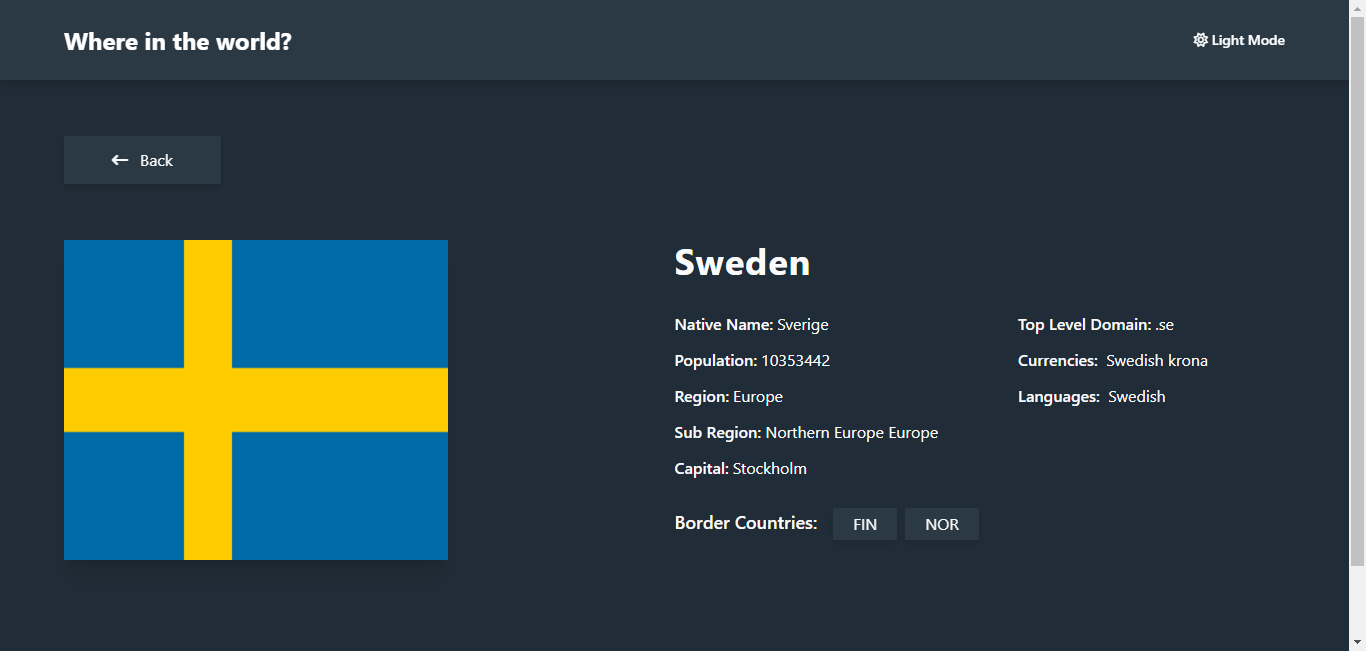 Where in the world?
Light Mode
Back
Sweden
Native Name: Sverige
Population: 10353442
Region: Europe
Sub Region: Northern Europe Europe
Capital: Stockholm
Top Level Domain: .se
Currencies: Swedish krona
Languages: Swedish
Border Countries: FIN NOR